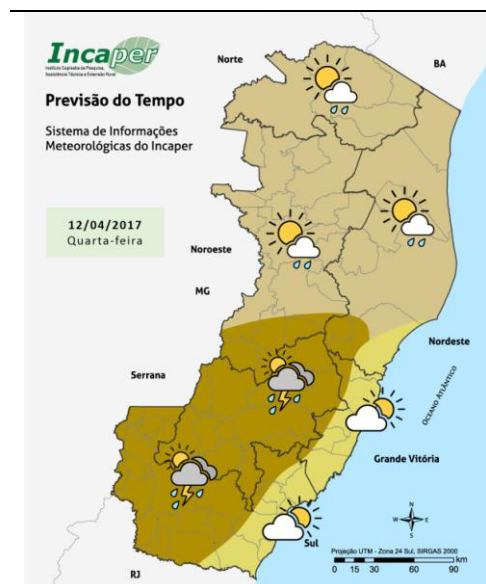 Incaper
Instituto Capixaba de Pesquisa,
Assistência Técnica e Extensão Rural
Previsão do Tempo
Sistema de Informações
Meteorológicas do Incaper
12/04/2017
Quarta-feira
Norte
BA
Noroeste
MG
Nordeste
Serrana
OCEANO ATLÂNTICO
Grande Vitória
Sul
RJ
N
W
E
S
Projeção UTM - Zona 24 Sul, SIRGAS 2000
km
0 15 30 60 90